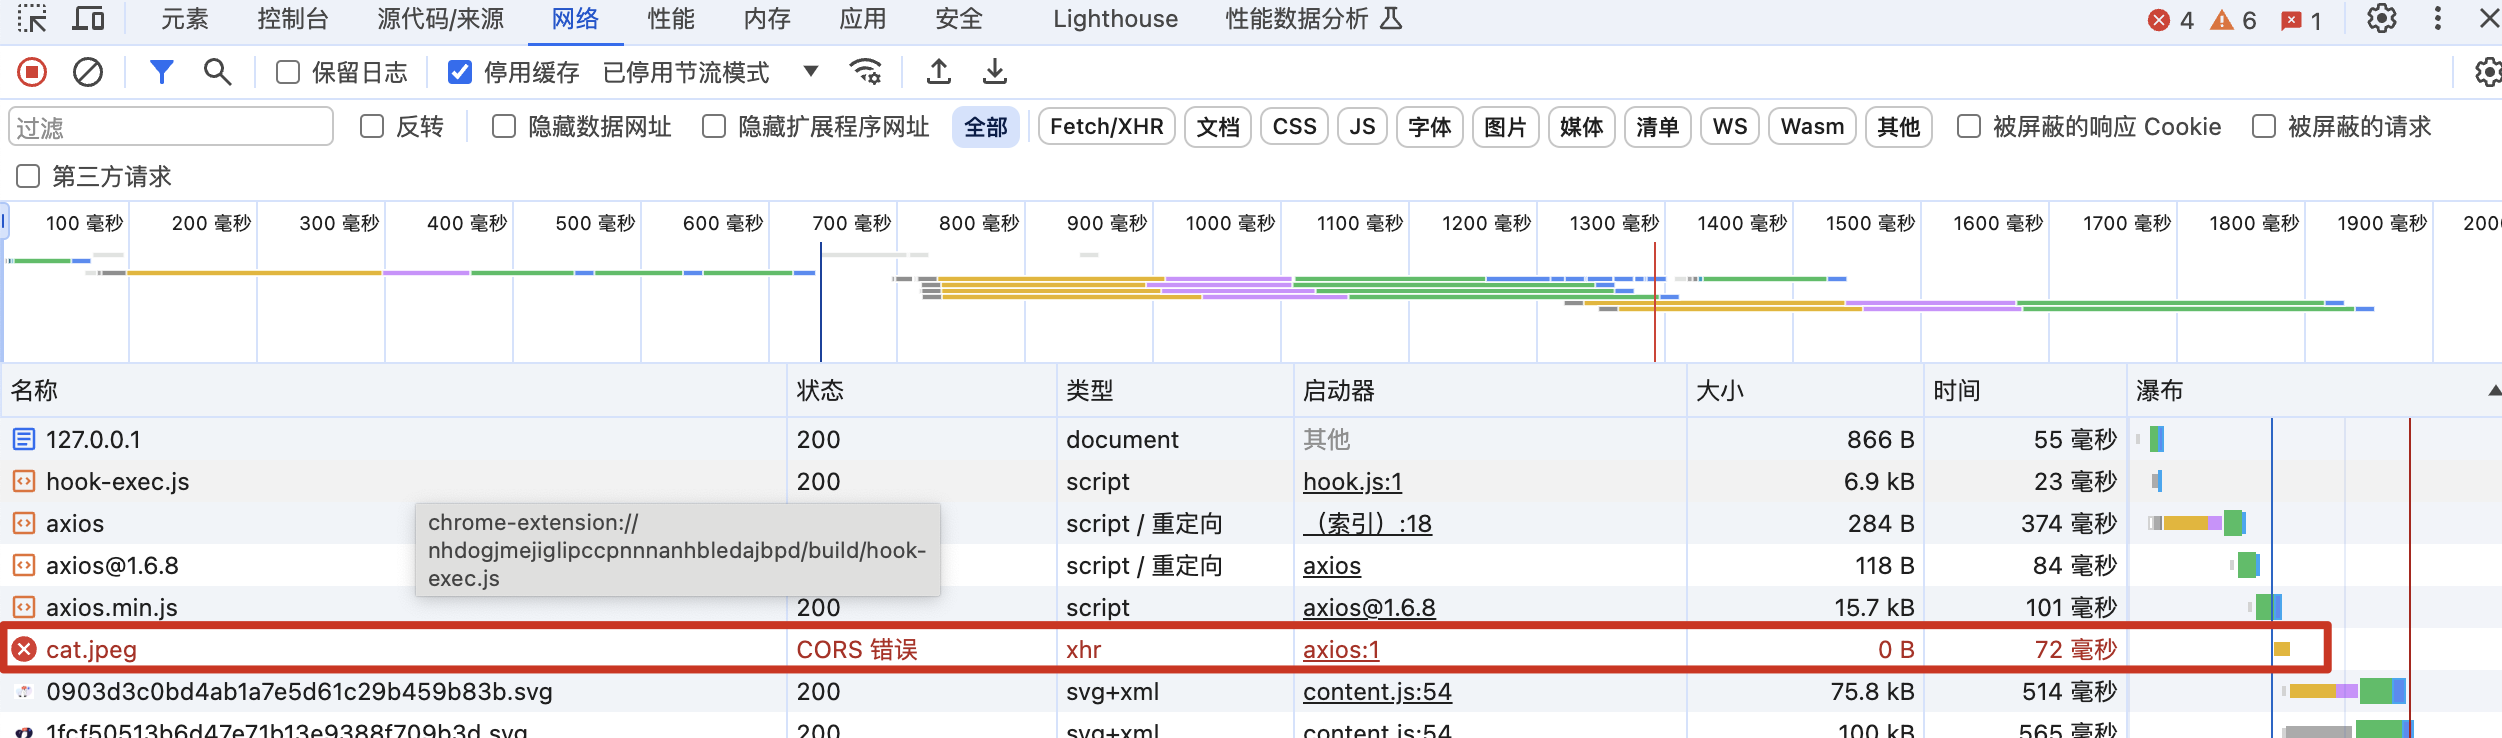 元素 控制台 源代码/来源 网络 性能 内存 应用 安全 Lighthouse 性能数据分析 4 6 1
保留日志 停用缓存 已停用节流模式
过滤 反转 隐藏数据网址 隐藏扩展程序网址 全部 Fetch/XHR 文档 CSS JS 字体 图片 媒体 清单 WS Wasm 其他 被屏蔽的响应 Cookie 被屏蔽的请求
第三方请求
100 毫秒 200 毫秒 300 毫秒 400 毫秒 500 毫秒 600 毫秒 700 毫秒 800 毫秒 900 毫秒 1000 毫秒 1100 毫秒 1200 毫秒 1300 毫秒 1400 毫秒 1500 毫秒 1600 毫秒 1700 毫秒 1800 毫秒 1900 毫秒 2000
名称 状态 类型 启动器 大小 时间 瀑布
127.0.0.1 200 document 其他 866 B 55 毫秒
hook-exec.js 200 script hook.js:1 6.9 kB 23 毫秒
axios script / 重定向 （索引）:18 284 B 374 毫秒
axios@1.6.8 script / 重定向 axios 118 B 84 毫秒
chrome-extension://
nhdogjmejiglipccpnnnanhbledajbpd/build/hook-
exec.js
axios.min.js 200 script axios@1.6.8 15.7 kB 101 毫秒
cat.jpeg CORS 错误 xhr axios:1 0 B 72 毫秒
0903d3c0bd4ab1a7e5d61c29b459b83b.svg 200 svg+xml content.js:54 75.8 kB 514 毫秒
1fcf50513b6d47e71b13e9388f709b3d.svg 200 svg+xml content.js:54 100 kB 565 毫秒